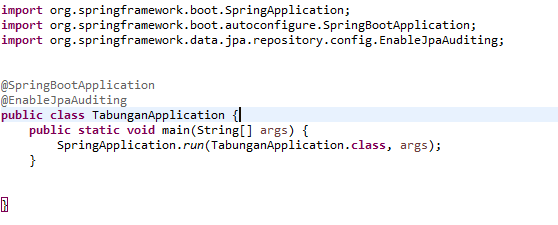 import org.springframework.boot.SpringApplication;
import org.springframework.boot.autoconfigure.SpringBootApplication;
import org.springframework.data.jpa.repository.config.EnableJpaAuditing;
@SpringBootApplication
@EnableJpaAuditing
public class TabunganApplication {
    public static void main(String[] args) {
        SpringApplication.run(TabunganApplication.class, args);
    }
}